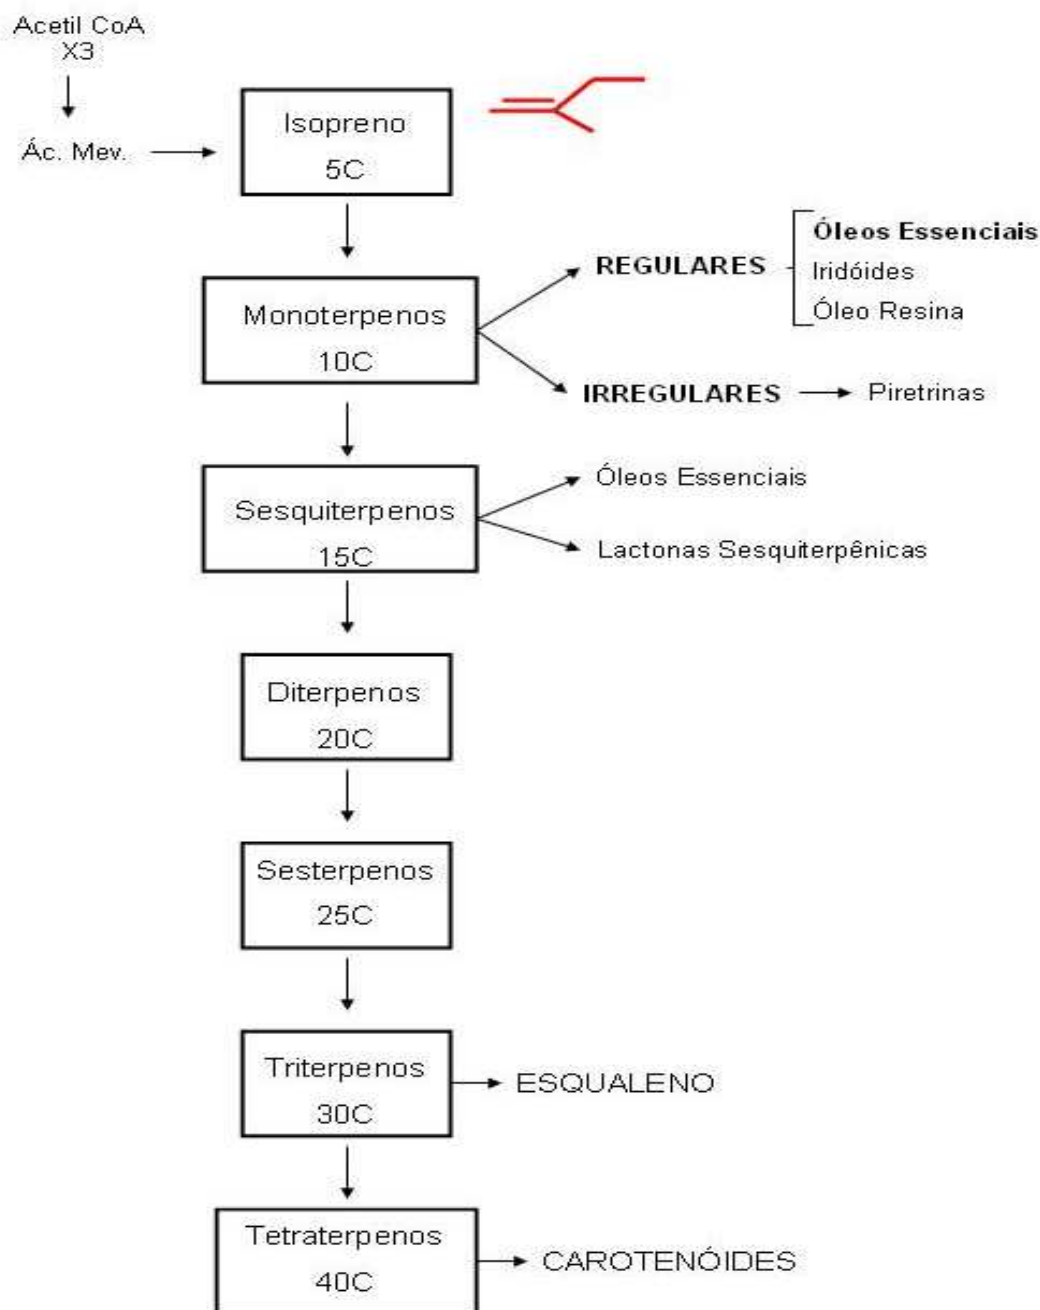 Acetil CoA
X3
Ác. Mev.
Isopreno
5C
Monoterpenos
10C
REGULARES
Óleos Essenciais
Iridóides
Óleo Resina
IRREGULARES
Piretrinas
Sesquiterpenos
15C
Óleos Essenciais
Lactonas Sesquiterpênicas
Diterpenos
20C
Sesterpenos
25C
Triterpenos
30C
ESQUALENO
Tetraterpenos
40C
CAROTENÓIDES